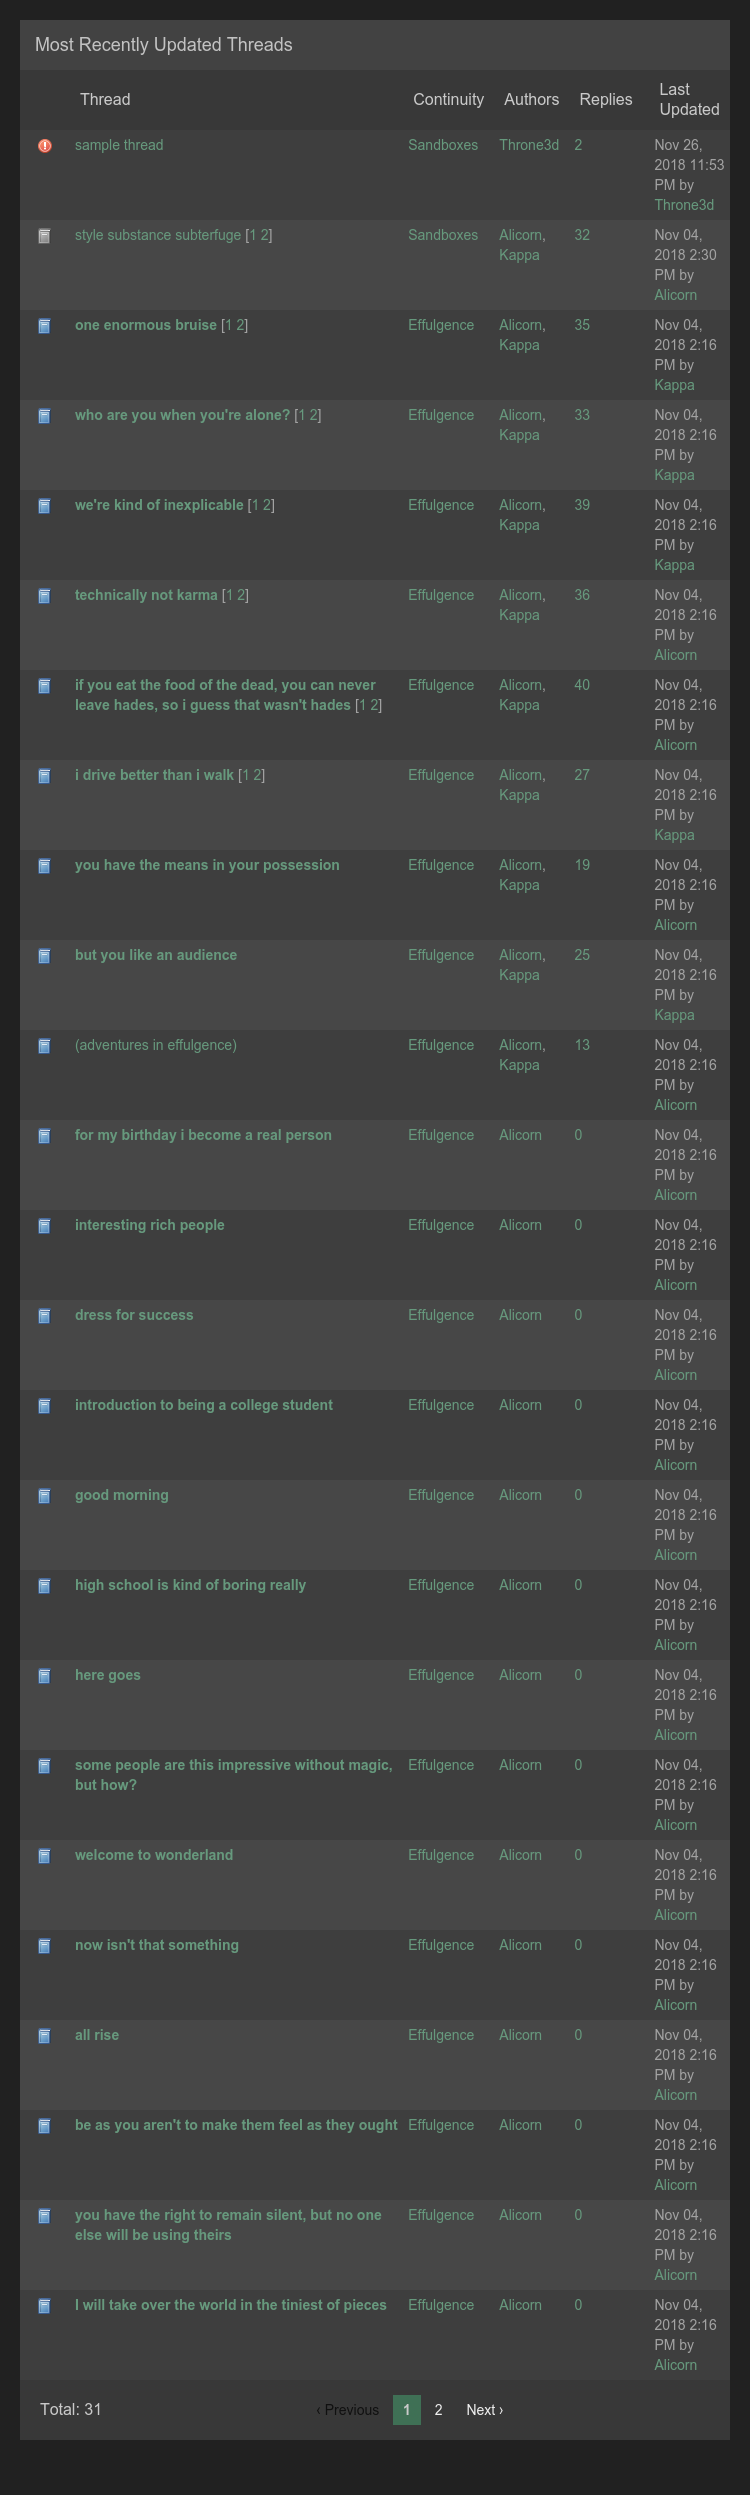 Most Recently Updated Threads
Thread Continuity Authors Replies Last
Updated
sample thread Sandboxes Throne3d 2 Nov 26,
2018 11:53
PM by
Throne3d
style substance subterfuge [1 2] Sandboxes Alicorn, 32 Nov 04,
Kappa 2018 2:30
PM by
Alicorn
one enormous bruise [1 2] Effulgence Alicorn, 35 Nov 04,
Kappa 2018 2:16
PM by
Kappa
who are you when you're alone? [1 2] Effulgence Alicorn, 33 Nov 04,
Kappa 2018 2:16
PM by
Kappa
we're kind of inexplicable [1 2] Effulgence Alicorn, 39 Nov 04,
Kappa 2018 2:16
PM by
Kappa
technically not karma [1 2] Effulgence Alicorn, 36 Nov 04,
Kappa 2018 2:16
PM by
Alicorn
if you eat the food of the dead, you can never Effulgence Alicorn, 40 Nov 04,
leave hades, so i guess that wasn't hades [1 2] Kappa 2018 2:16
PM by
Alicorn
i drive better than i walk [1 2] Effulgence Alicorn, 27 Nov 04,
Kappa 2018 2:16
PM by
Kappa
you have the means in your possession Effulgence Alicorn, 19 Nov 04,
Kappa 2018 2:16
PM by
Alicorn
but you like an audience Effulgence Alicorn, 25 Nov 04,
Kappa 2018 2:16
PM by
Kappa
(adventures in effulgence) Effulgence Alicorn, 13 Nov 04,
Kappa 2018 2:16
PM by
Alicorn
for my birthday i become a real person Effulgence Alicorn 0 Nov 04,
2018 2:16
PM by
Alicorn
interesting rich people Effulgence Alicorn 0 Nov 04,
2018 2:16
PM by
Alicorn
dress for success Effulgence Alicorn 0 Nov 04,
2018 2:16
PM by
Alicorn
introduction to being a college student Effulgence Alicorn 0 Nov 04,
2018 2:16
PM by
Alicorn
good morning Effulgence Alicorn 0 Nov 04,
2018 2:16
PM by
Alicorn
high school is kind of boring really Effulgence Alicorn 0 Nov 04,
2018 2:16
PM by
Alicorn
here goes Effulgence Alicorn 0 Nov 04,
2018 2:16
PM by
Alicorn
some people are this impressive without magic, Effulgence Alicorn 0 Nov 04,
but how? 2018 2:16
PM by
Alicorn
welcome to wonderland Effulgence Alicorn 0 Nov 04,
2018 2:16
PM by
Alicorn
now isn't that something Effulgence Alicorn 0 Nov 04,
2018 2:16
PM by
Alicorn
all rise Effulgence Alicorn 0 Nov 04,
2018 2:16
PM by
Alicorn
be as you aren't to make them feel as they ought Effulgence Alicorn 0 Nov 04,
2018 2:16
PM by
Alicorn
you have the right to remain silent, but no one Effulgence Alicorn 0 Nov 04,
else will be using theirs 2018 2:16
PM by
Alicorn
I will take over the world in the tiniest of pieces Effulgence Alicorn 0 Nov 04,
2018 2:16
PM by
Alicorn
Total: 31 ‹ Previous 1 2 Next ›